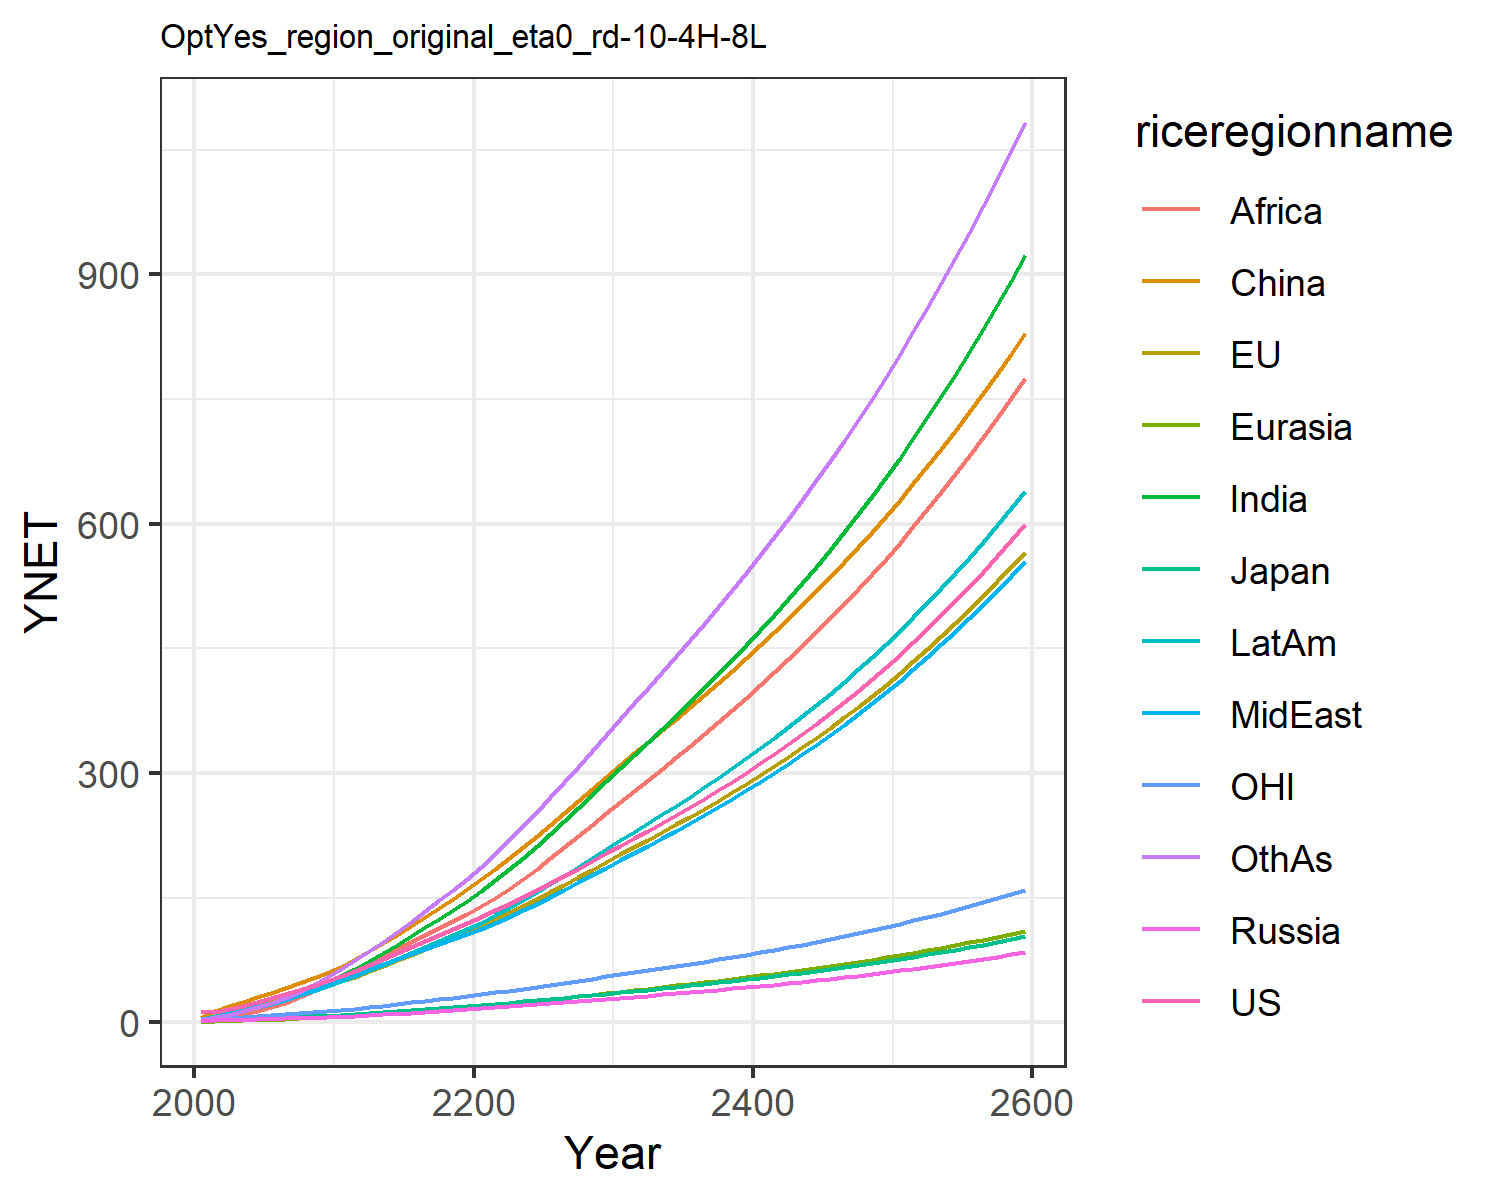 OptYes_region_original_eta0_rd-10-4H-8L
YNET
900
600
300
0
2000
2200
2400
2600
Year
riceregionname
Africa
China
EU
Eurasia
India
Japan
LatAm
MidEast
OHI
OthAs
Russia
US